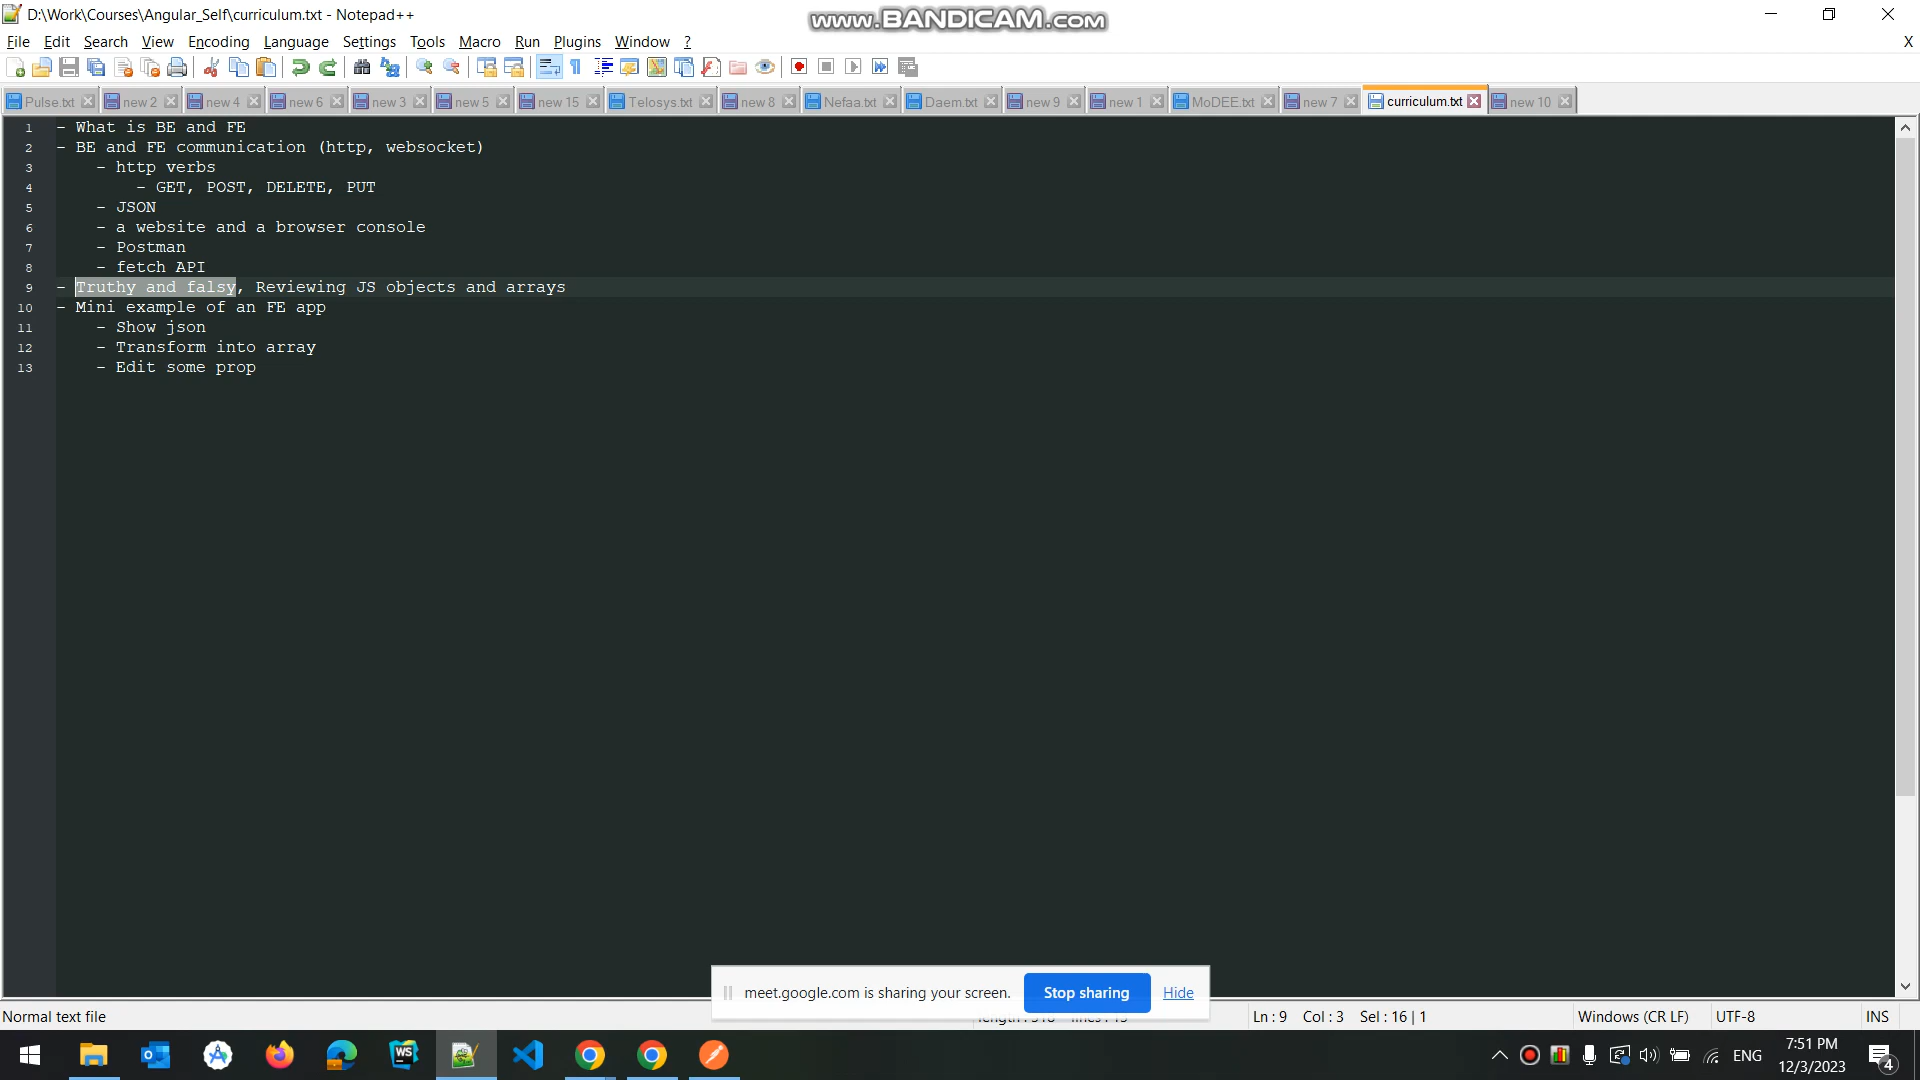 D:\Work\Courses\Angular_Self\curriculum.txt - Notepad++
www.BANDICAM.com
File Edit Search View Encoding Language Settings Tools Macro Run Plugins Window ?
X
Pulse.txt new 2 new 4 new 6 new 3 new 5 new 15 Telosys.txt new 8 Nefaa.txt Daem.txt new 9 new 1 MoDEE.txt new 7 curriculum.txt new 10
1 - What is BE and FE
2 - BE and FE communication (http, websocket)
3 - http verbs
4 - GET, POST, DELETE, PUT
5 - JSON
6 - a website and a browser console
7 - Postman
8 - fetch API
9 - Truthy and falsy, Reviewing JS objects and arrays
10 - Mini example of an FE app
11 - Show json
12 - Transform into array
13 - Edit some prop
meet.google.com is sharing your screen. Stop sharing Hide
Normal text file Ln : 9 Col : 3 Sel : 16 | 1 Windows (CR LF) UTF-8 INS
WS
ENG
7:51 PM
12/3/2023
4